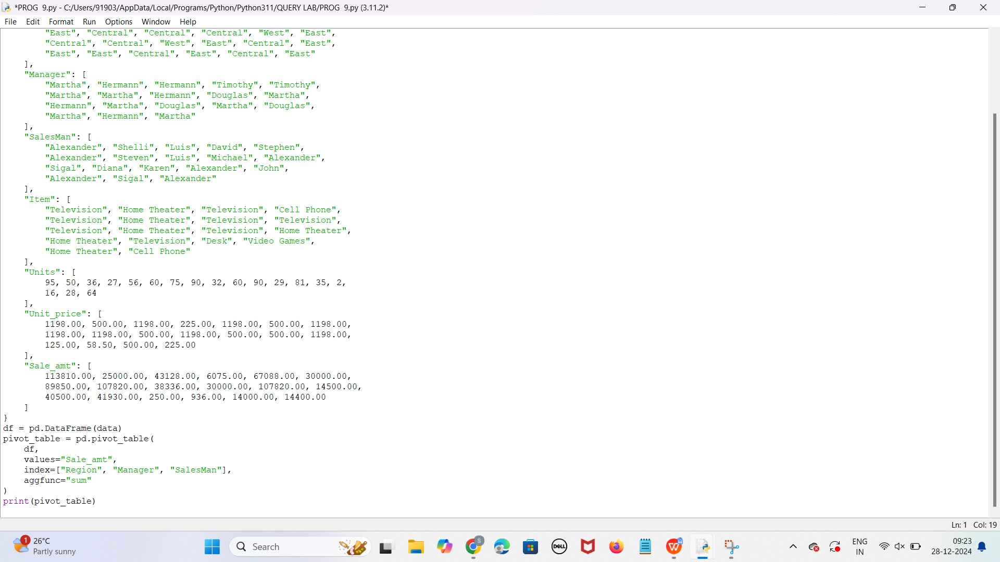 *PROG  9.py - C:/Users/91903/AppData/Local/Programs/Python/Python311/QUERY LAB/PROG  9.py (3.11.2)*
File Edit Format Run Options Window Help
"East", "Central", "Central", "Central", "West", "East",
"Central", "Central", "West", "East", "Central", "East",
"East", "East", "Central", "East", "Central", "East"
],
"Manager": [
"Martha", "Hermann", "Hermann", "Timothy", "Timothy",
"Martha", "Martha", "Hermann", "Douglas", "Martha",
"Hermann", "Martha", "Douglas", "Martha", "Douglas",
"Martha", "Hermann", "Martha"
],
"SalesMan": [
"Alexander", "Shelli", "Luis", "David", "Stephen",
"Alexander", "Steven", "Luis", "Michael", "Alexander",
"Sigal", "Diana", "Karen", "Alexander", "John",
"Alexander", "Sigal", "Alexander"
],
"Item": [
"Television", "Home Theater", "Television", "Cell Phone",
"Television", "Home Theater", "Television", "Television",
"Television", "Home Theater", "Television", "Home Theater",
"Home Theater", "Television", "Desk", "Video Games",
"Home Theater", "Cell Phone"
],
"Units": [
95, 50, 36, 27, 56, 60, 75, 90, 32, 60, 90, 29, 81, 35, 2,
16, 28, 64
],
"Unit_price": [
1198.00, 500.00, 1198.00, 225.00, 1198.00, 500.00, 1198.00,
1198.00, 1198.00, 500.00, 1198.00, 500.00, 500.00, 1198.00,
125.00, 58.50, 500.00, 225.00
],
"Sale_amt": [
113810.00, 25000.00, 43128.00, 6075.00, 67088.00, 30000.00,
89850.00, 107820.00, 38336.00, 30000.00, 107820.00, 14500.00,
40500.00, 41930.00, 250.00, 936.00, 14000.00, 14400.00
]
}
df = pd.DataFrame(data)
pivot_table = pd.pivot_table(
df,
values="Sale_amt",
index=["Region", "Manager", "SalesMan"],
aggfunc="sum"
)
print(pivot_table)
Ln: 1 Col: 19
1
26°C
Partly sunny
Search
S
DELL
W
ENG
IN
09:23
28-12-2024